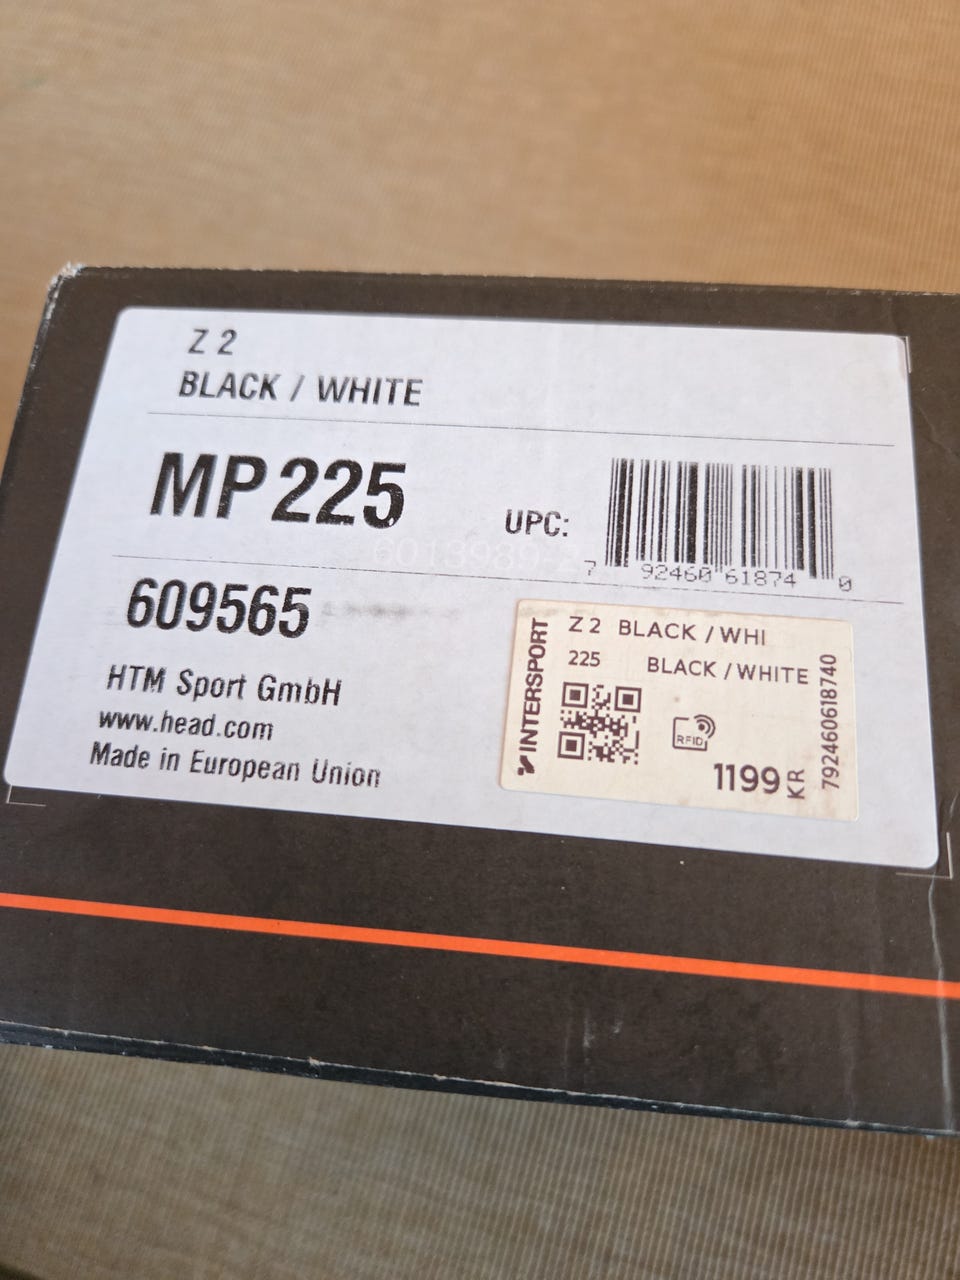 Z 2
BLACK / WHITE
MP 225
UPC:
7 92460 61874 0
609565
HTM Sport GmbH
www.head.com
Made in European Union
INTERSPORT
Z 2 BLACK / WHI
225 BLACK / WHITE
RFID
1199 KR
792460618740